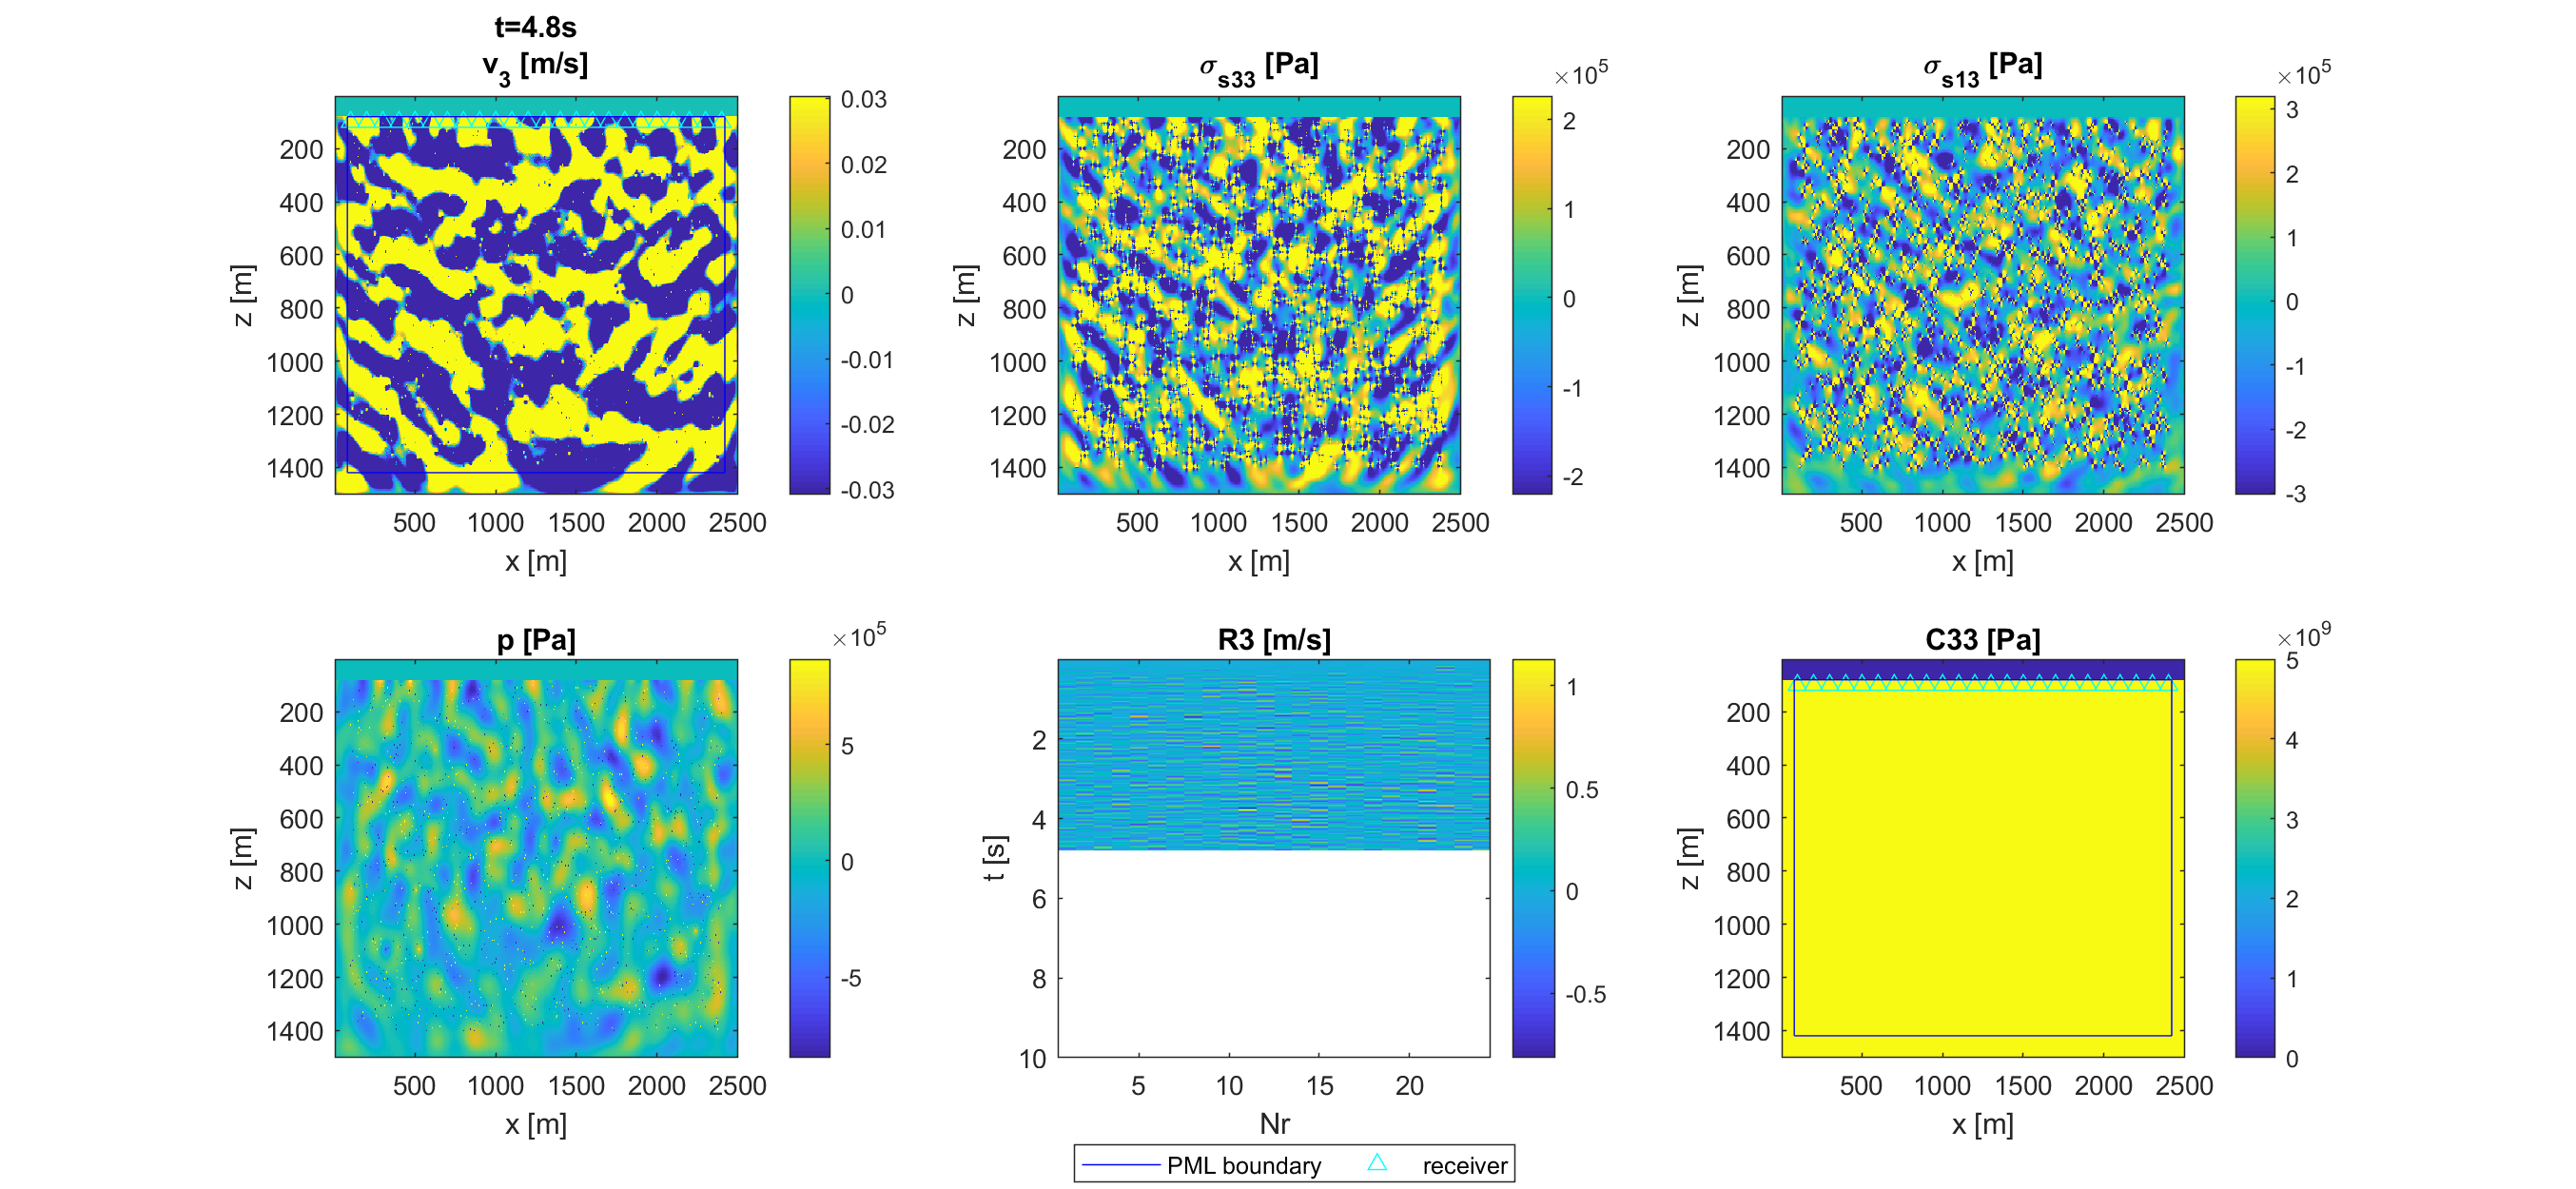 t=4.8s
v3 [m/s]
z [m]
200
400
600
800
1000
1200
1400
500 1000 1500 2000 2500
x [m]
0.03
0.02
0.01
0
-0.01
-0.02
-0.03
σs33 [Pa]
×10^5
z [m]
200
400
600
800
1000
1200
1400
500 1000 1500 2000 2500
x [m]
2
1
0
-1
-2
σs13 [Pa]
×10^5
z [m]
200
400
600
800
1000
1200
1400
500 1000 1500 2000 2500
x [m]
3
2
1
0
-1
-2
-3
p [Pa]
×10^5
z [m]
200
400
600
800
1000
1200
1400
500 1000 1500 2000 2500
x [m]
5
0
-5
R3 [m/s]
t [s]
2
4
6
8
10
5 10 15 20
Nr
1
0.5
0
-0.5
C33 [Pa]
×10^9
z [m]
200
400
600
800
1000
1200
1400
500 1000 1500 2000 2500
x [m]
5
4
3
2
1
0
PML boundary receiver